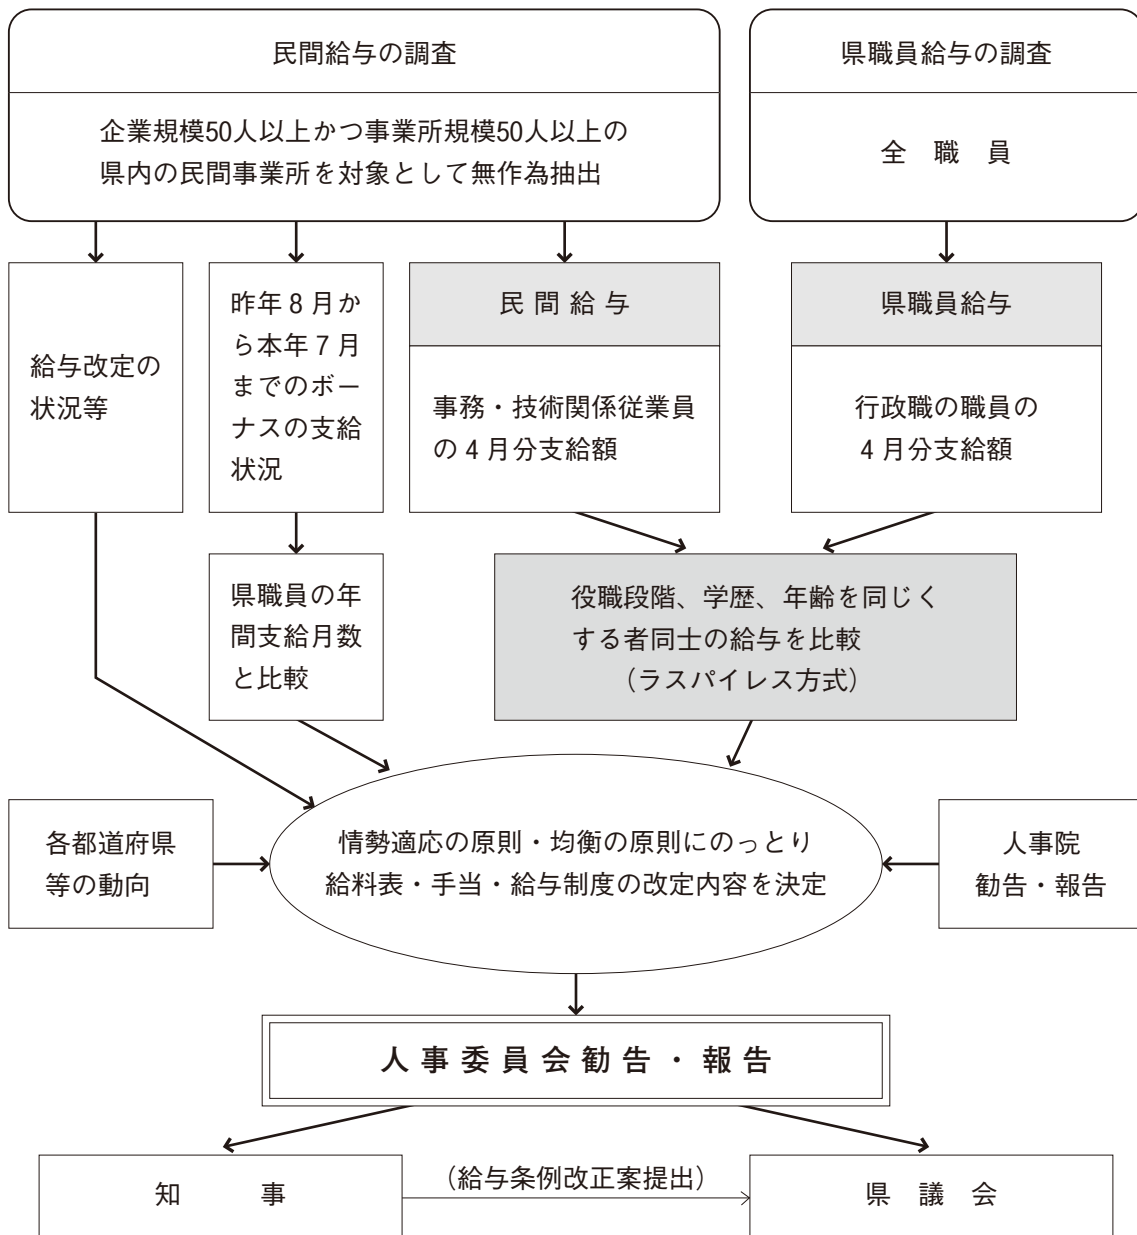 民間給与の調査
企業規模50人以上かつ事業所規模50人以上の
県内の民間事業所を対象として無作為抽出
県職員給与の調査
全　職　員
給与改定の
状況等
昨年８月か
ら本年７月
までのボー
ナスの支給
状況
民 間 給 与
事務・技術関係従業員
の４月分支給額
県職員給与
行政職の職員の
４月分支給額
県職員の年
間支給月数
と比較
役職段階、学歴、年齢を同じく
する者同士の給与を比較
（ラスパイレス方式）
各都道府県
等の動向
情勢適応の原則・均衡の原則にのっとり
給料表・手当・給与制度の改定内容を決定
人事院
勧告・報告
人 事 委 員 会 勧 告 ・ 報 告
知　　　事
（給与条例改正案提出）
県　議　会